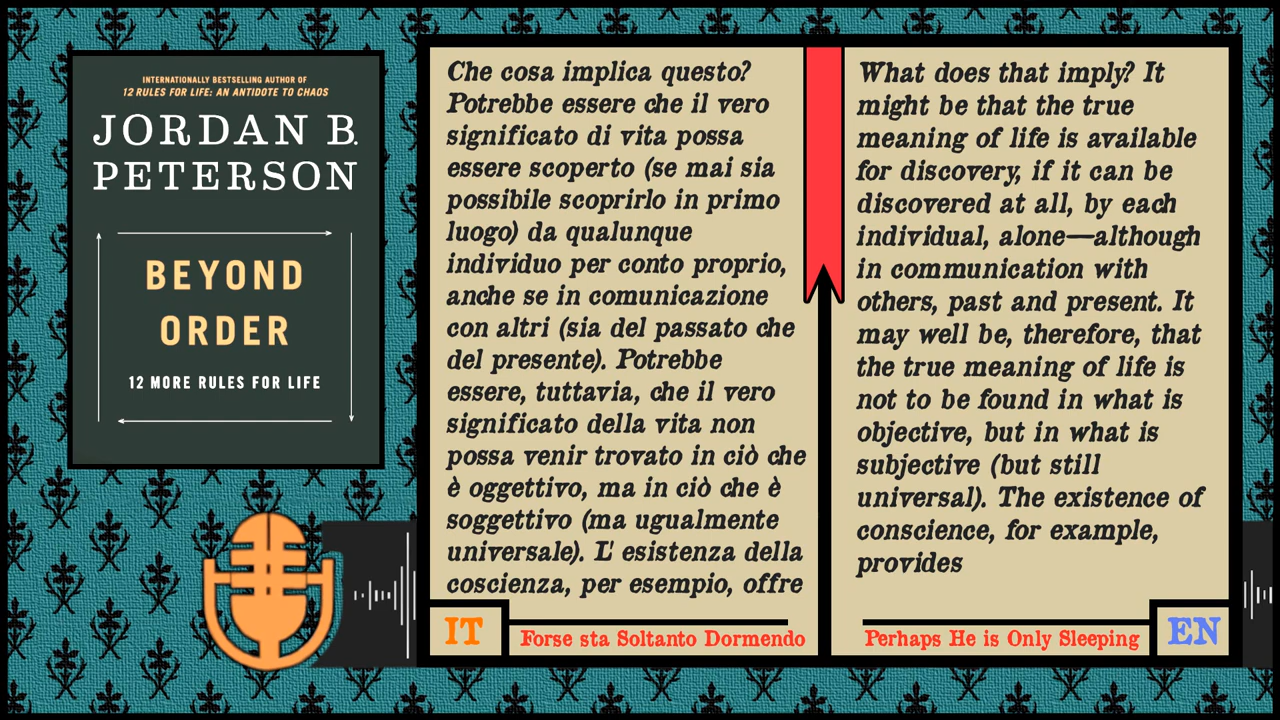 INTERNATIONALLY BESTSELLING AUTHOR OF
12 RULES FOR LIFE: AN ANTIDOTE TO CHAOS
JORDAN B.
PETERSON
BEYOND
ORDER
12 MORE RULES FOR LIFE
Che cosa implica questo?
Potrebbe essere che il vero
significato di vita possa
essere scoperto (se mai sia
possibile scoprirlo in primo
luogo) da qualunque
individuo per conto proprio,
anche se in comunicazione
con altri (sia del passato che
del presente). Potrebbe
essere, tuttavia, che il vero
significato della vita non
possa venir trovato in ciò che
è oggettivo, ma in ciò che è
soggettivo (ma ugualmente
universale). L' esistenza della
coscienza, per esempio, offre
IT
Forse sta Soltanto Dormendo
What does that imply? It
might be that the true
meaning of life is available
for discovery, if it can be
discovered at all, by each
individual, alone—although
in communication with
others, past and present. It
may well be, therefore, that
the true meaning of life is
not to be found in what is
objective, but in what is
subjective (but still
universal). The existence of
conscience, for example,
provides
Perhaps He is Only Sleeping
EN